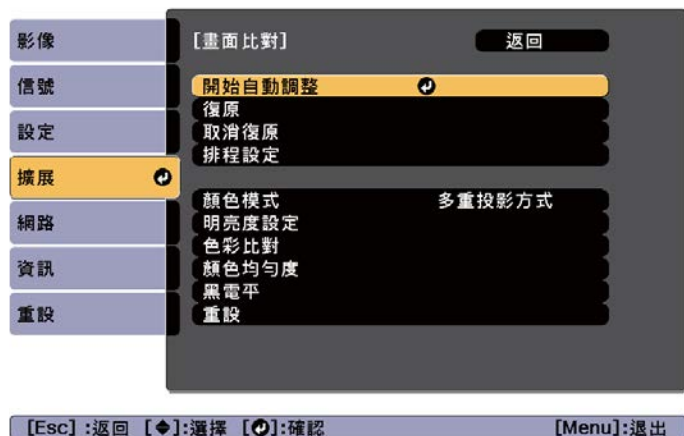 影像
信號
設定
擴展
網路
資訊
重設
[畫面比對] 返回
開始自動調整
復原
取消復原
排程設定
顏色模式 多重投影方式
明亮度設定
色彩比對
顏色均勻度
黑電平
重設
[Esc] :返回 [◆]:選擇 [⏎]:確認 [Menu]:退出